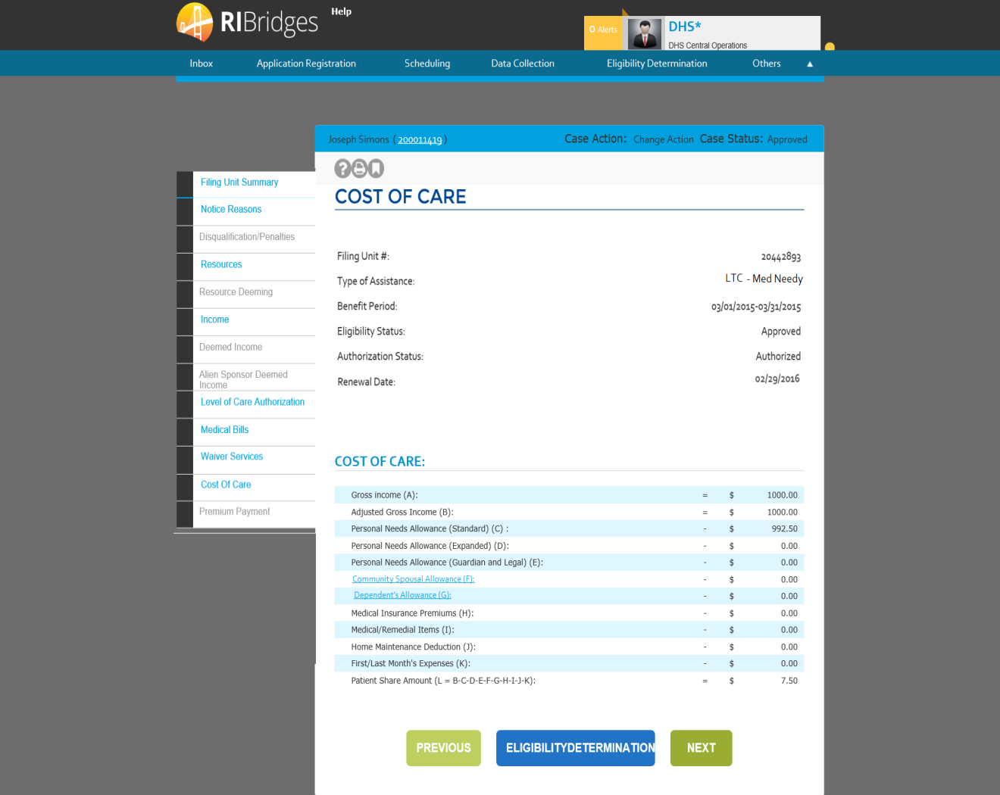 RIBridges
Help
0 Alerts
DHS*
DHS Central Operations
Inbox Application Registration Scheduling Data Collection Eligibility Determination Others ▲
Joseph Simons ( 200011419 ) Case Action: Change Action Case Status: Approved
Filing Unit Summary
Notice Reasons
Disqualification/Penalties
Resources
Resource Deeming
Income
Deemed Income
Alien Sponsor Deemed
Income
Level of Care Authorization
Medical Bills
Waiver Services
Cost Of Care
Premium Payment
COST OF CARE
Filing Unit #: 20442893
Type of Assistance: LTC - Med Needy
Benefit Period: 03/01/2015-03/31/2015
Eligibility Status: Approved
Authorization Status: Authorized
Renewal Date: 02/29/2016
COST OF CARE:
Gross income (A): = $ 1000.00
Adjusted Gross Income (B): = $ 1000.00
Personal Needs Allowance (Standard) (C) : - $ 992.50
Personal Needs Allowance (Expanded) (D): - $ 0.00
Personal Needs Allowance (Guardian and Legal) (E): - $ 0.00
Community Spousal Allowance (F): - $ 0.00
Dependent's Allowance (G): - $ 0.00
Medical Insurance Premiums (H): - $ 0.00
Medical/Remedial Items (I): - $ 0.00
Home Maintenance Deduction (J): - $ 0.00
First/Last Month's Expenses (K): - $ 0.00
Patient Share Amount (L = B-C-D-E-F-G-H-I-J-K): = $ 7.50
PREVIOUS ELIGIBILITYDETERMINATION NEXT